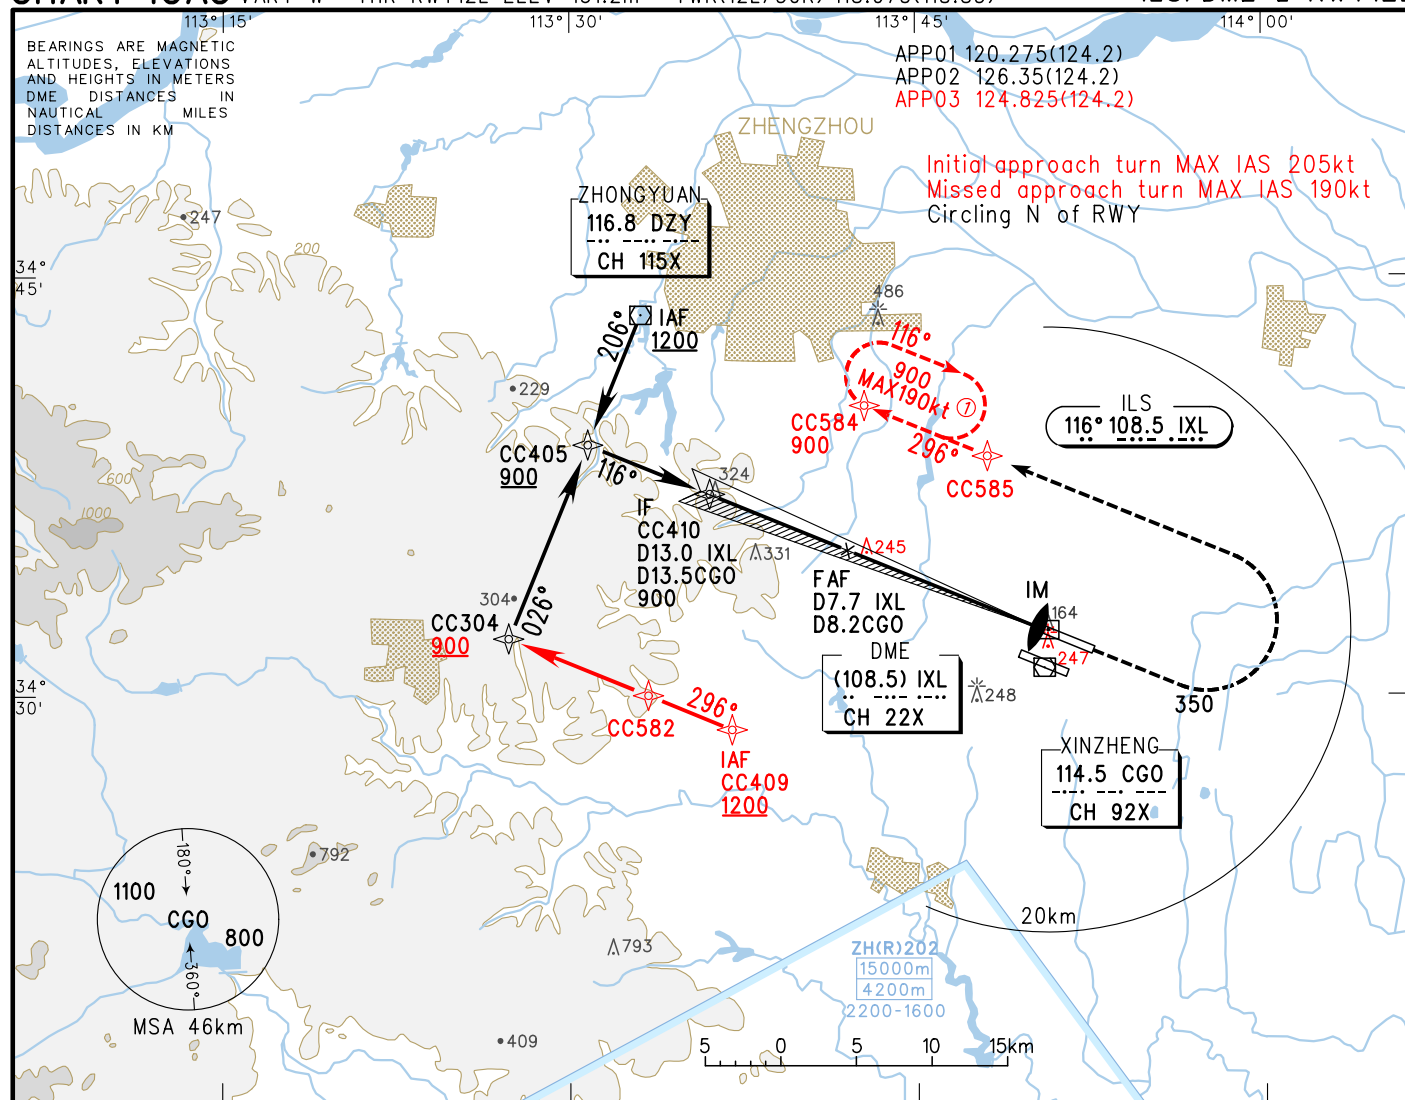 113°15'
113°30'
113°45'
114°00'
BEARINGS ARE MAGNETIC
ALTITUDES, ELEVATIONS
AND HEIGHTS IN METERS
DME DISTANCES IN
NAUTICAL MILES
DISTANCES IN KM
APP01 120.275(124.2)
APP02 126.35(124.2)
APP03 124.825(124.2)
ZHENGZHOU
Initial approach turn MAX IAS 205kt
Missed approach turn MAX IAS 190kt
Circling N of RWY
ZHONGYUAN
116.8 DZY
CH 115X
247
200
34°
45'
486
IAF
1200
206°
116°
900
MAX190kt ①
229
ILS
116° 108.5 IXL
CC584
900
296°
CC585
CC405
900
116°
324
600
1000
IF
CC410
D13.0 IXL
D13.5CGO
900
331
245
FAF
D7.7 IXL
D8.2CGO
IM
164
247
304
026°
CC304
900
DME
(108.5) IXL
CH 22X
248
34°
30'
296°
CC582
350
IAF
CC409
1200
XINZHENG
114.5 CGO
CH 92X
792
180°
1100
CGO
800
360°
MSA 46km
20km
793
ZH(R)202
15000m
4200m
2200-1600
409
5 0 5 10 15km